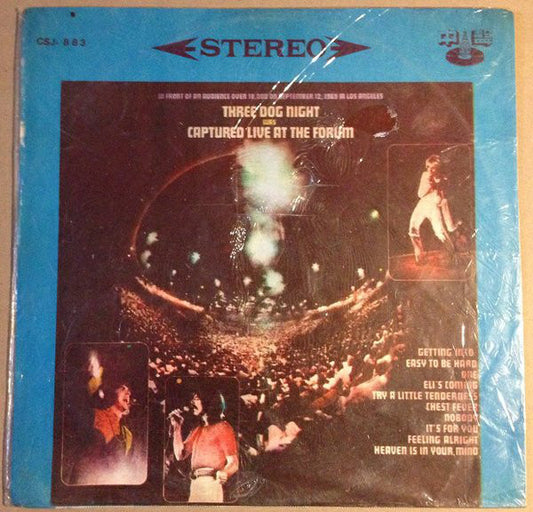 CSJ- 883
STEREO
中聲
IN FRONT OF AN AUDIENCE OVER 18,000 ON SEPTEMBER 12, 1969 IN LOS ANGELES
THREE DOG NIGHT
WAS
CAPTURED LIVE AT THE FORUM
GETTING INTO
EASY TO BE HARD
ONE
ELI'S COMING
TRY A LITTLE TENDERNESS
CHEST FEVER
NOBODY
IT'S FOR YOU
FEELING ALRIGHT
HEAVEN IS IN YOUR MIND